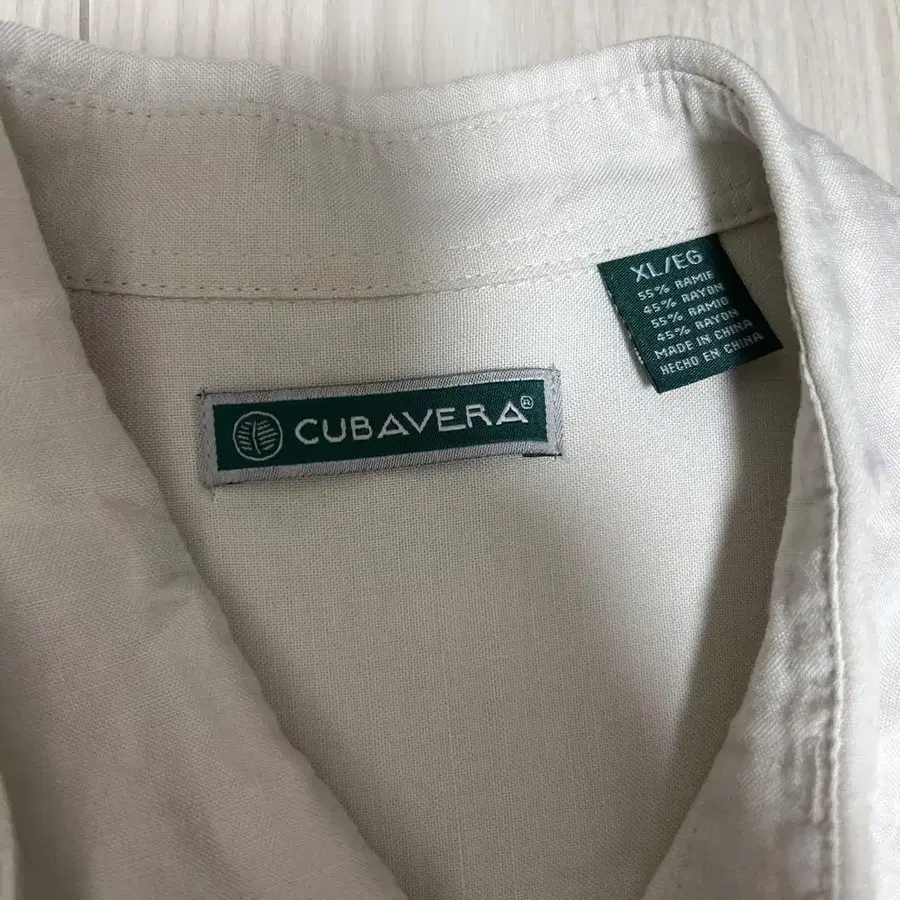 XL/EG
55% RAMIE
45% RAYON
55% RAMIO
45% RAYON
MADE IN CHINA
HECHO EN CHINA
CUBAVERA®